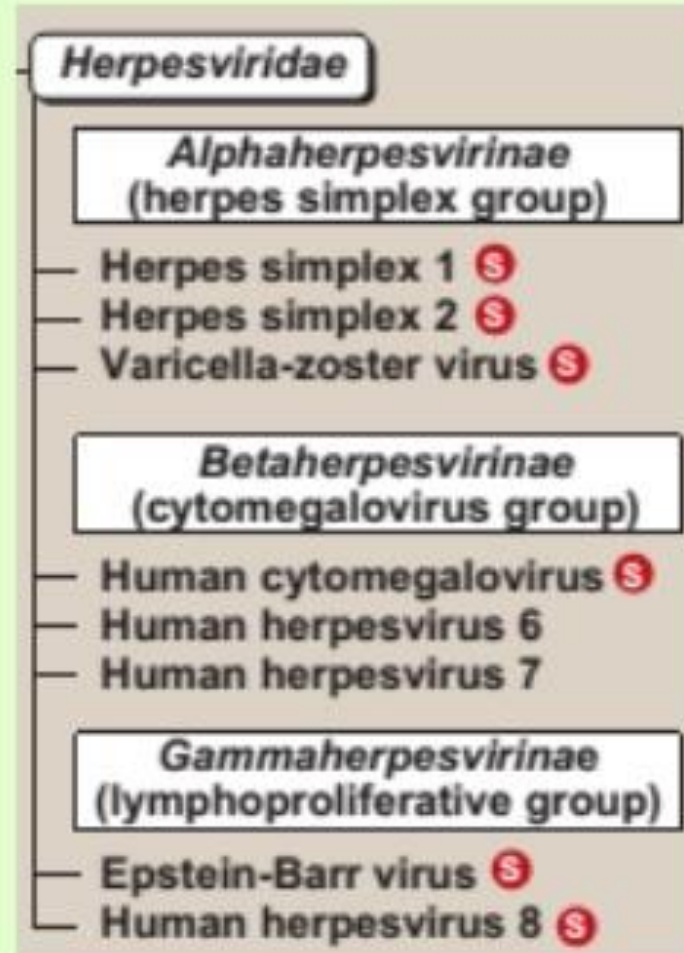 Herpesviridae
Alphaherpesvirinae
(herpes simplex group)
Herpes simplex 1 S
Herpes simplex 2 S
Varicella-zoster virus S
Betaherpesvirinae
(cytomegalovirus group)
Human cytomegalovirus S
Human herpesvirus 6
Human herpesvirus 7
Gammaherpesvirinae
(lymphoproliferative group)
Epstein-Barr virus S
Human herpesvirus 8 S